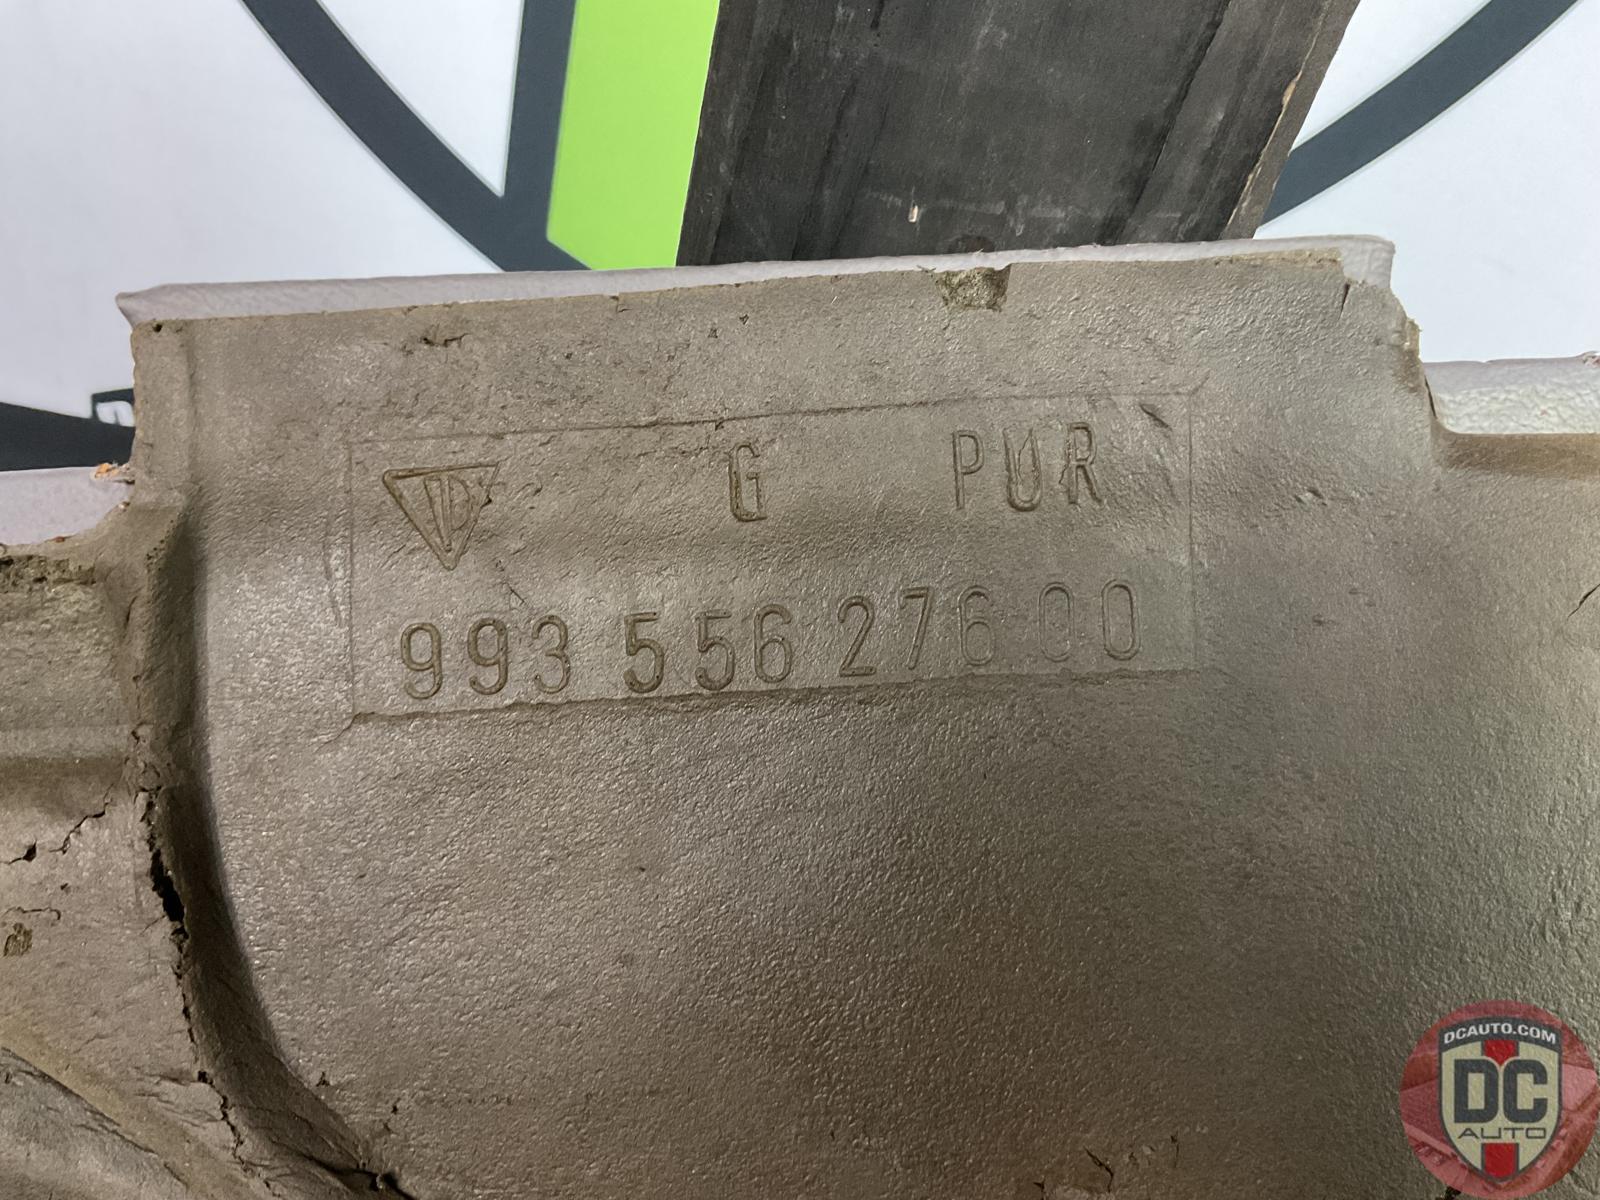 G PUR
993 556 276 00
DCAUTO.COM
DC
AUTO